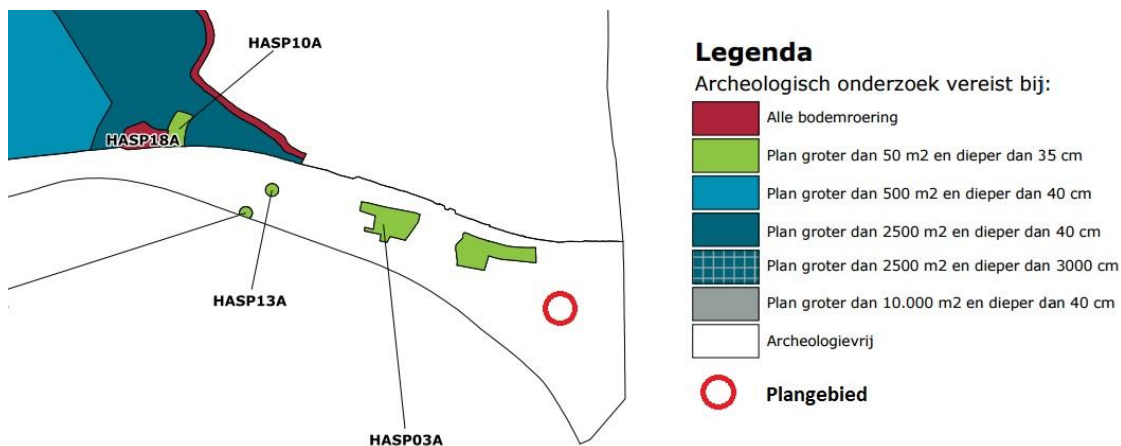 HASP10A
HASP18A
HASP13A
HASP03A
Legenda
Archeologisch onderzoek vereist bij:
Alle bodemroering
Plan groter dan 50 m2 en dieper dan 35 cm
Plan groter dan 500 m2 en dieper dan 40 cm
Plan groter dan 2500 m2 en dieper dan 40 cm
Plan groter dan 2500 m2 en dieper dan 3000 cm
Plan groter dan 10.000 m2 en dieper dan 40 cm
Archeologievrij
Plangebied